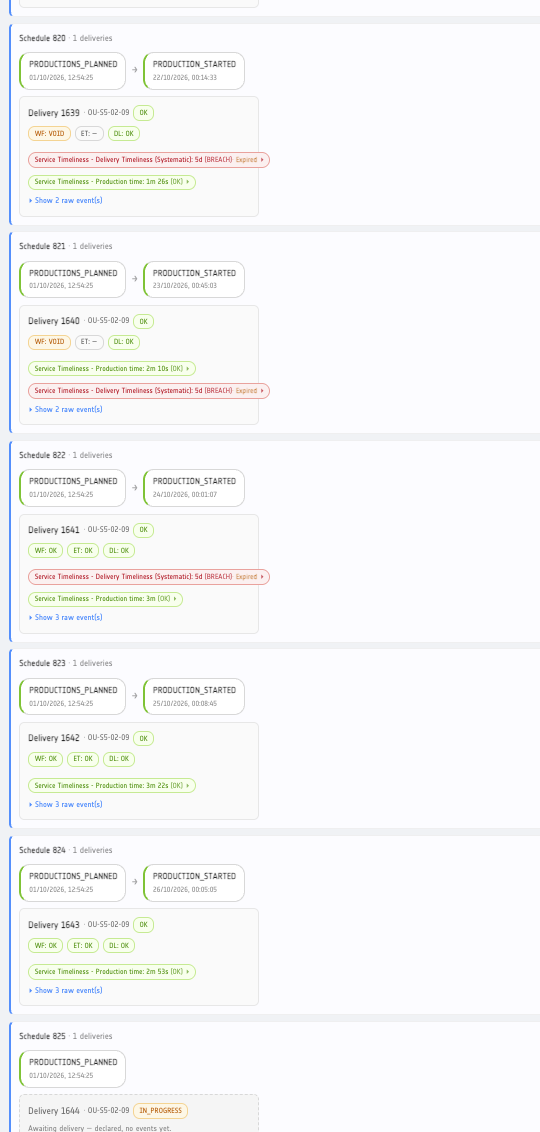 Schedule 820 · 1 deliveries
PRODUCTIONS_PLANNED → PRODUCTION_STARTED
01/10/2026, 12:54:25 22/10/2026, 00:14:33
Delivery 1639 · OU-S5-02-09 OK
WF: VOID ET: — DL: OK
Service Timeliness - Delivery Timeliness (Systematic): 5d (BREACH) Expired ▸
Service Timeliness - Production time: 1m 26s (OK) ▸
▸ Show 2 raw event(s)
Schedule 821 · 1 deliveries
PRODUCTIONS_PLANNED → PRODUCTION_STARTED
01/10/2026, 12:54:25 23/10/2026, 00:45:03
Delivery 1640 · OU-S5-02-09 OK
WF: VOID ET: — DL: OK
Service Timeliness - Production time: 2m 10s (OK) ▸
Service Timeliness - Delivery Timeliness (Systematic): 5d (BREACH) Expired ▸
▸ Show 2 raw event(s)
Schedule 822 · 1 deliveries
PRODUCTIONS_PLANNED → PRODUCTION_STARTED
01/10/2026, 12:54:25 24/10/2026, 00:01:07
Delivery 1641 · OU-S5-02-09 OK
WF: OK ET: OK DL: OK
Service Timeliness - Delivery Timeliness (Systematic): 5d (BREACH) Expired ▸
Service Timeliness - Production time: 3m (OK) ▸
▸ Show 3 raw event(s)
Schedule 823 · 1 deliveries
PRODUCTIONS_PLANNED → PRODUCTION_STARTED
01/10/2026, 12:54:25 25/10/2026, 00:08:45
Delivery 1642 · OU-S5-02-09 OK
WF: OK ET: OK DL: OK
Service Timeliness - Production time: 3m 22s (OK) ▸
▸ Show 3 raw event(s)
Schedule 824 · 1 deliveries
PRODUCTIONS_PLANNED → PRODUCTION_STARTED
01/10/2026, 12:54:25 26/10/2026, 00:05:05
Delivery 1643 · OU-S5-02-09 OK
WF: OK ET: OK DL: OK
Service Timeliness - Production time: 2m 53s (OK) ▸
▸ Show 3 raw event(s)
Schedule 825 · 1 deliveries
PRODUCTIONS_PLANNED
01/10/2026, 12:54:25
Delivery 1644 · OU-S5-02-09 IN_PROGRESS
Awaiting delivery — declared, no events yet.